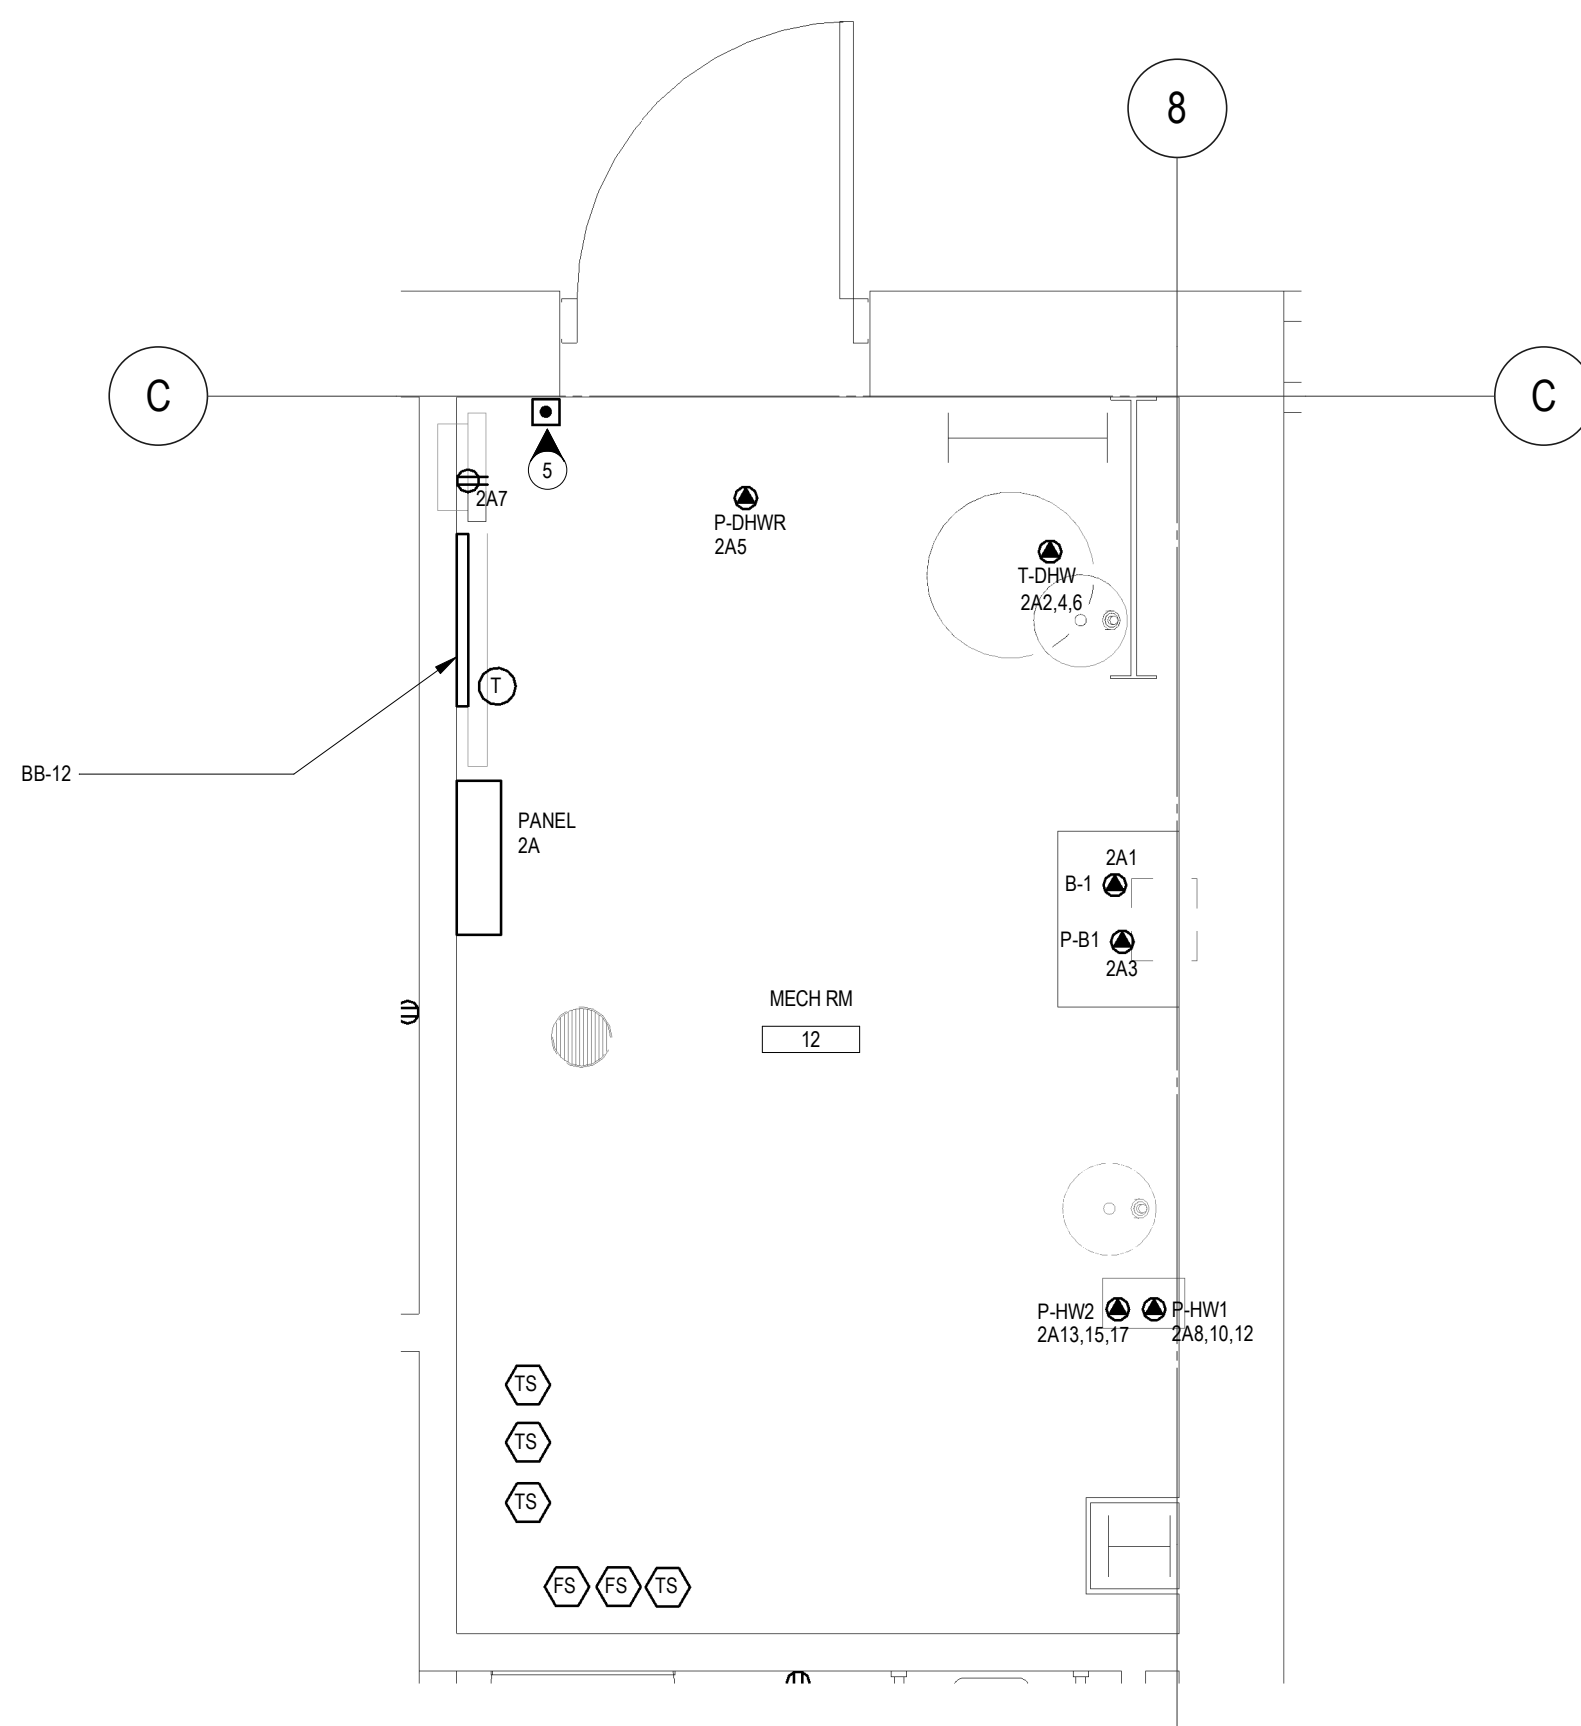 8
C
C
5
2A7
P-DHWR
2A5
T-DHW
2A2,4,6
T
BB-12
PANEL
2A
2A1
B-1
P-B1
2A3
MECH RM
12
P-HW2
2A13,15,17
P-HW1
2A8,10,12
TS
TS
TS
FS
FS
TS